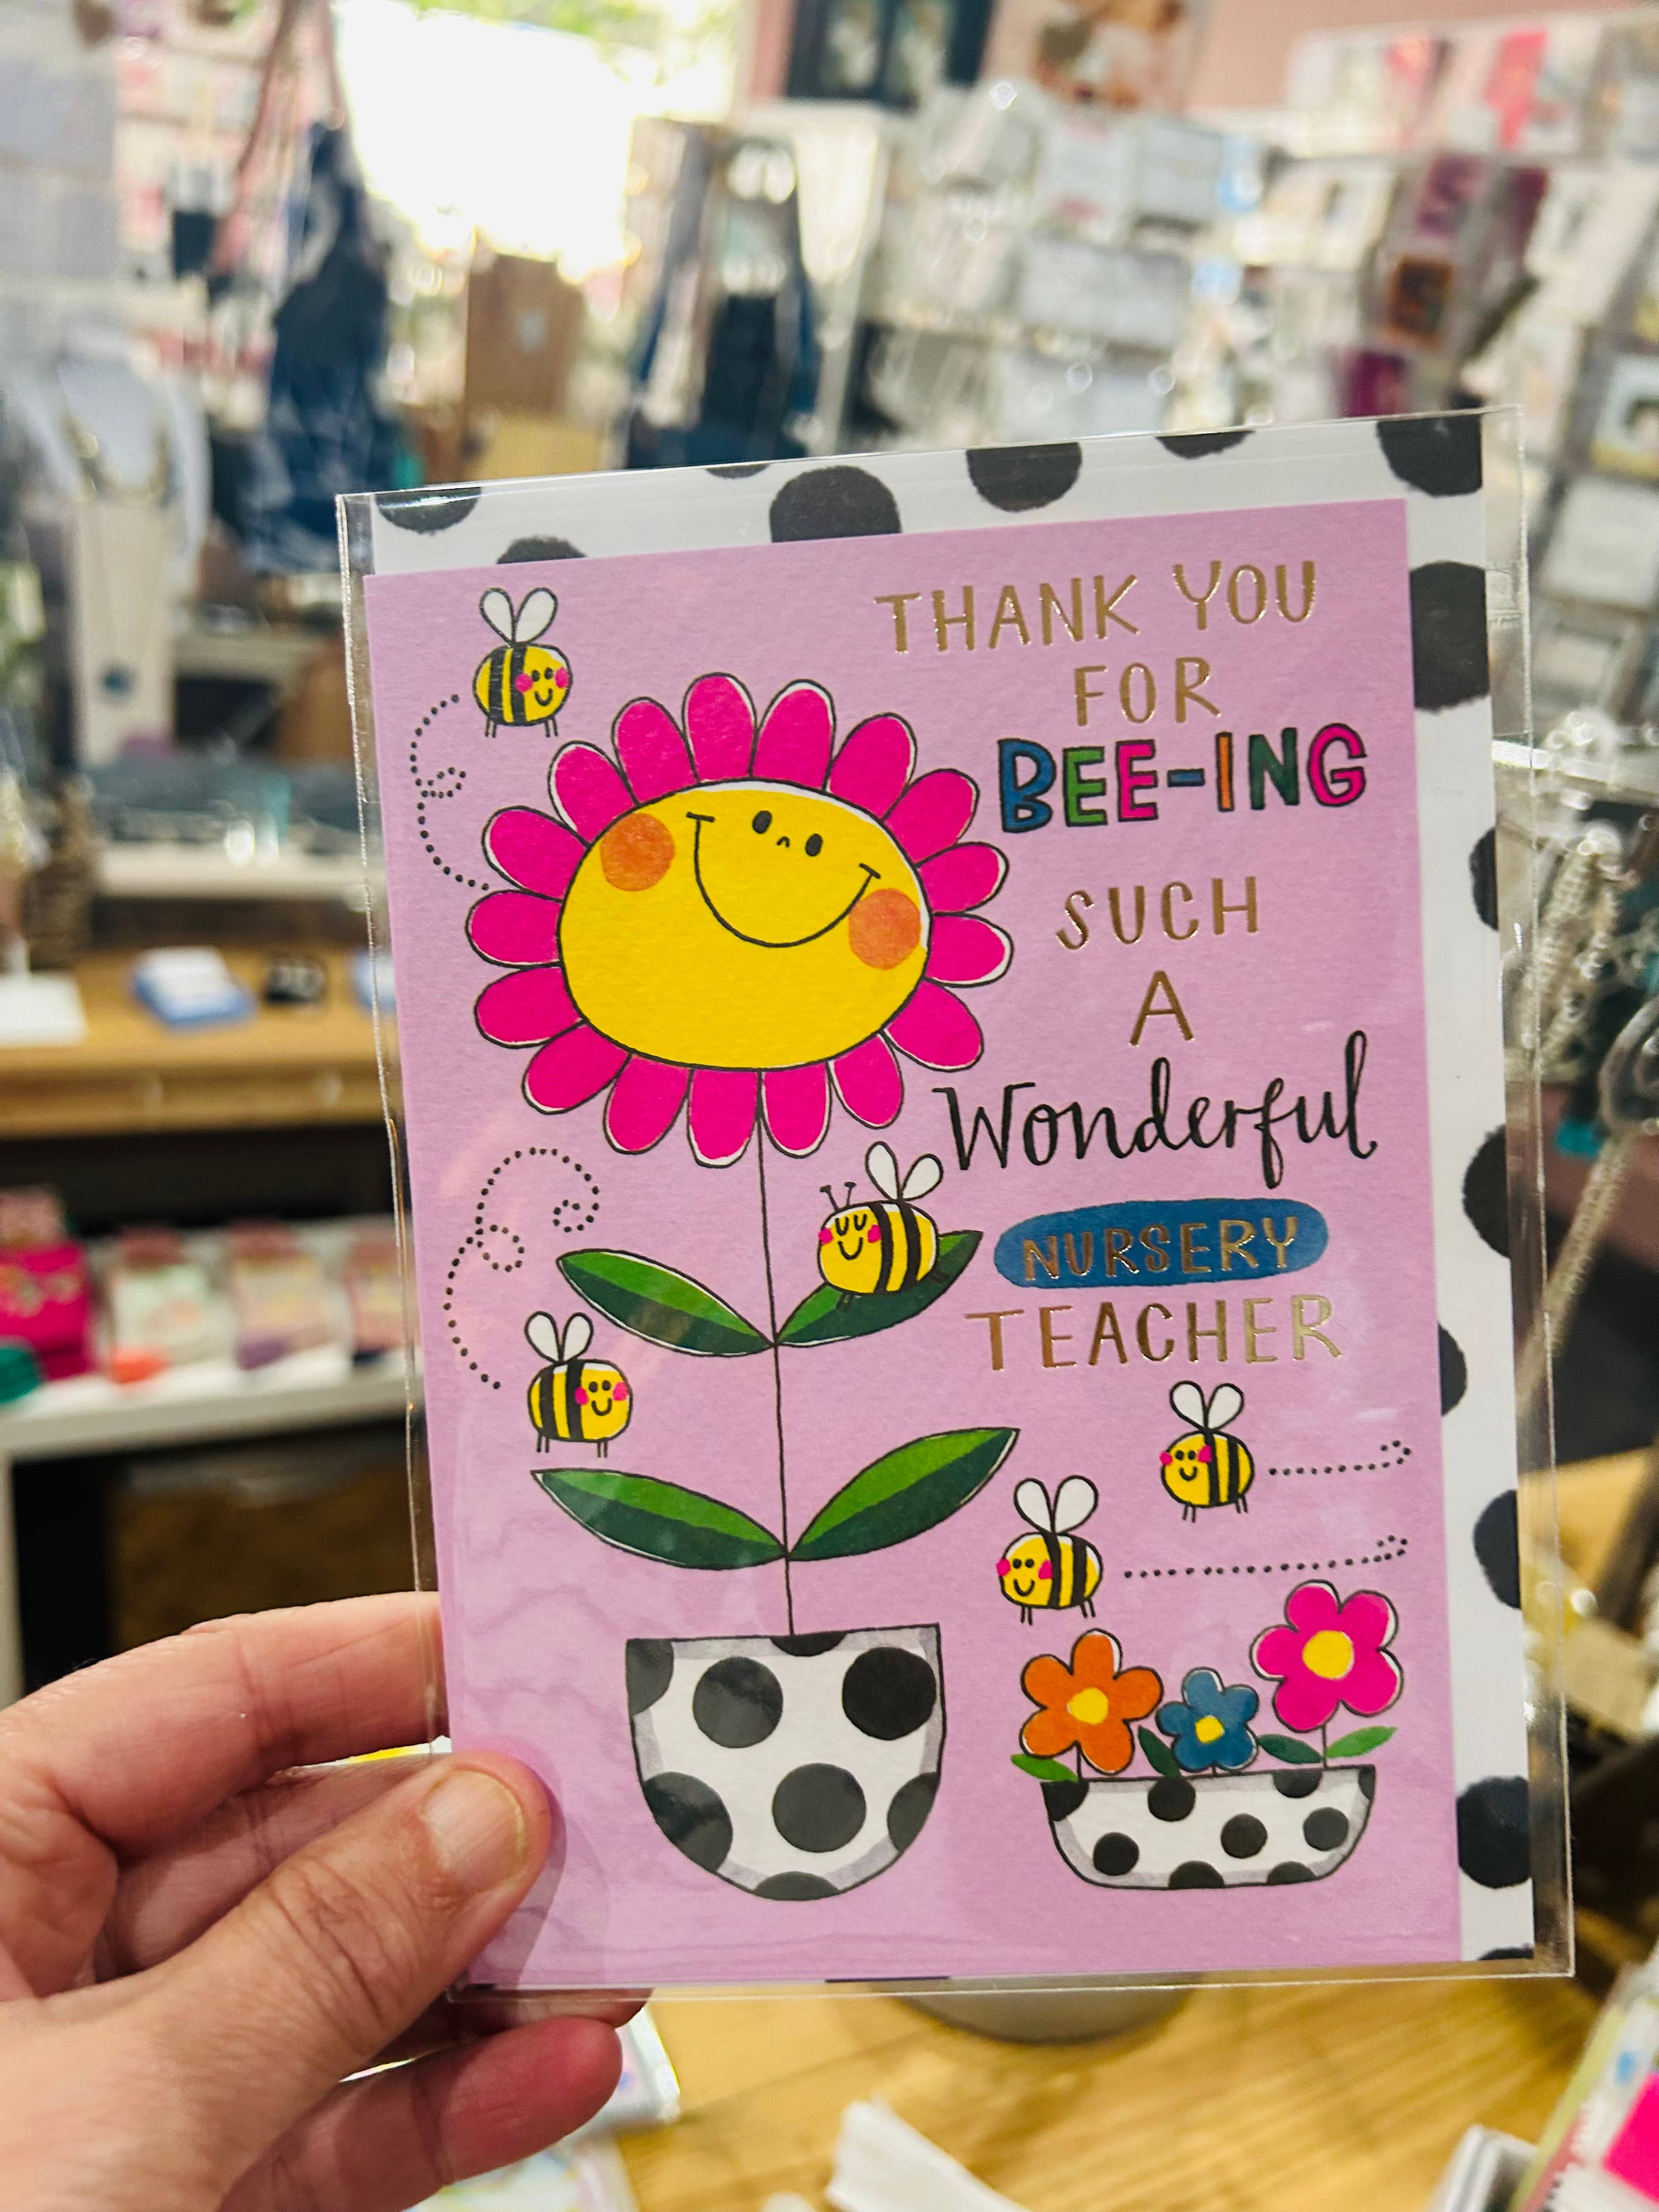 THANK YOU
FOR
BEE-ING
SUCH
A
Wonderful
NURSERY
TEACHER